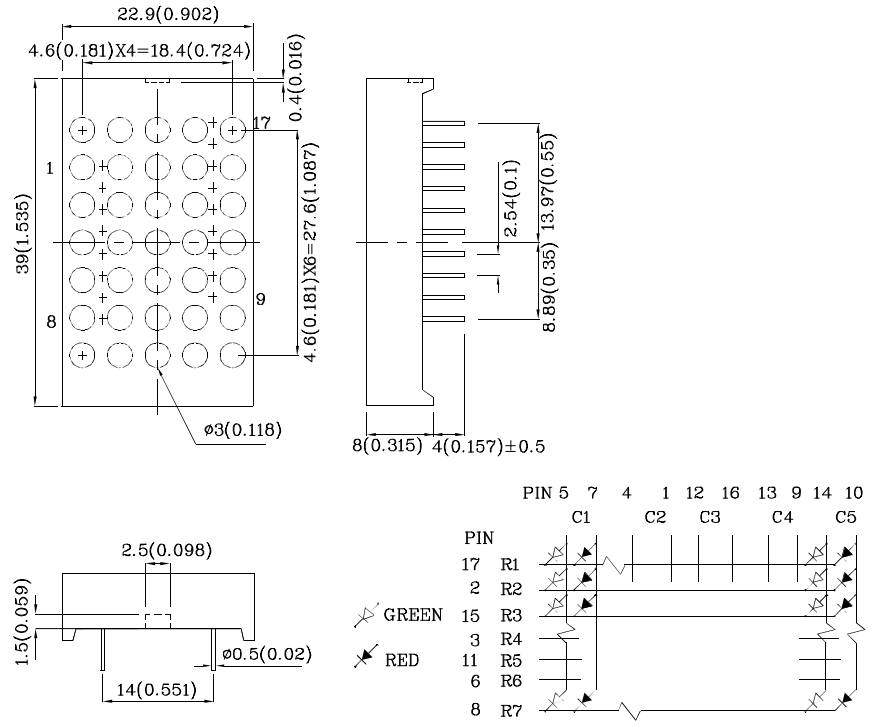 22.9(0.902)
4.6(0.181)X4=18.4(0.724)
0.4(0.016)
17
1
39(1.535)
4.6(0.181)X6=27.6(1.087)
9
8
ø3(0.118)
2.54(0.1)
13.97(0.55)
8.89(0.35)
8(0.315) 4(0.157)±0.5
2.5(0.098)
1.5(0.059)
ø0.5(0.02)
14(0.551)
GREEN
RED
PIN 5 7 4 1 12 16 13 9 14 10
C1 C2 C3 C4 C5
PIN
17 R1
2 R2
15 R3
3 R4
11 R5
6 R6
8 R7